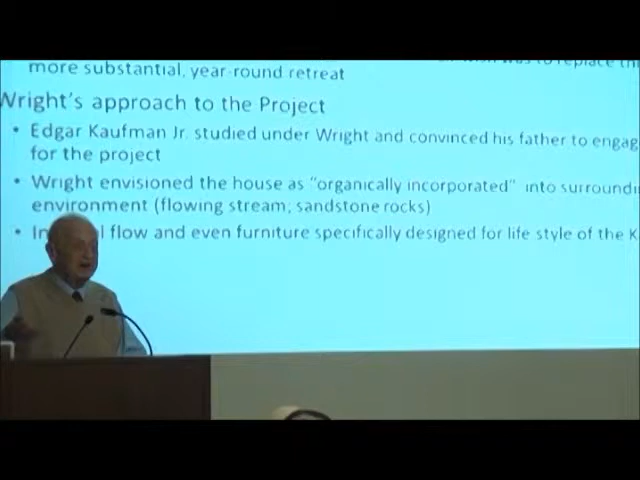 more substantial, year-round retreat
Wright's approach to the Project
• Edgar Kaufman Jr. studied under Wright and convinced his father to engag
for the project
• Wright envisioned the house as "organically incorporated" into surroundi
environment (flowing stream; sandstone rocks)
• flow and even furniture specifically designed for life style of the K